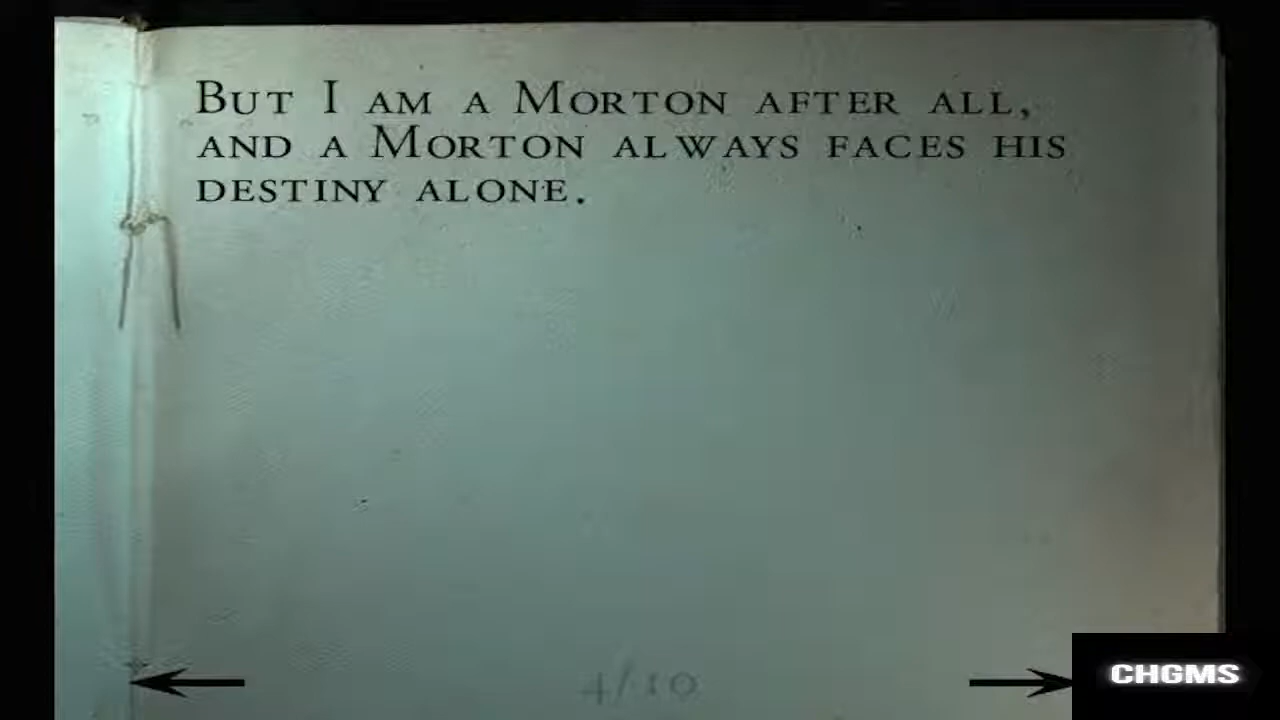 But I am a Morton after all,
and a Morton always faces his
destiny alone.
4/10
CHGMS